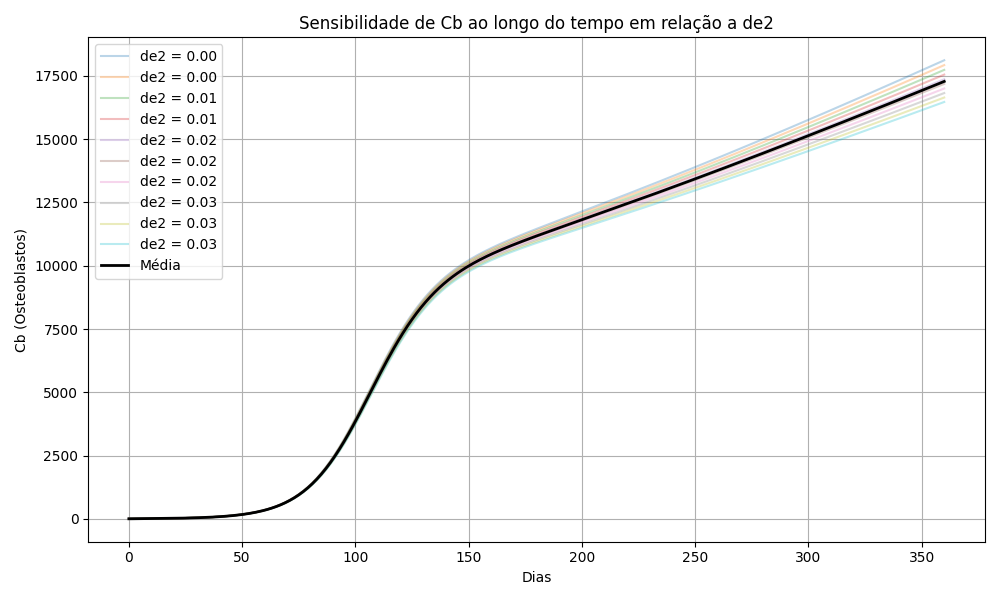 Sensibilidade de Cb ao longo do tempo em relação a de2
de2 = 0.00
de2 = 0.00
de2 = 0.01
de2 = 0.01
de2 = 0.02
de2 = 0.02
de2 = 0.02
de2 = 0.03
de2 = 0.03
de2 = 0.03
Média
17500
15000
12500
10000
7500
5000
2500
0
Cb (Osteoblastos)
0 50 100 150 200 250 300 350
Dias